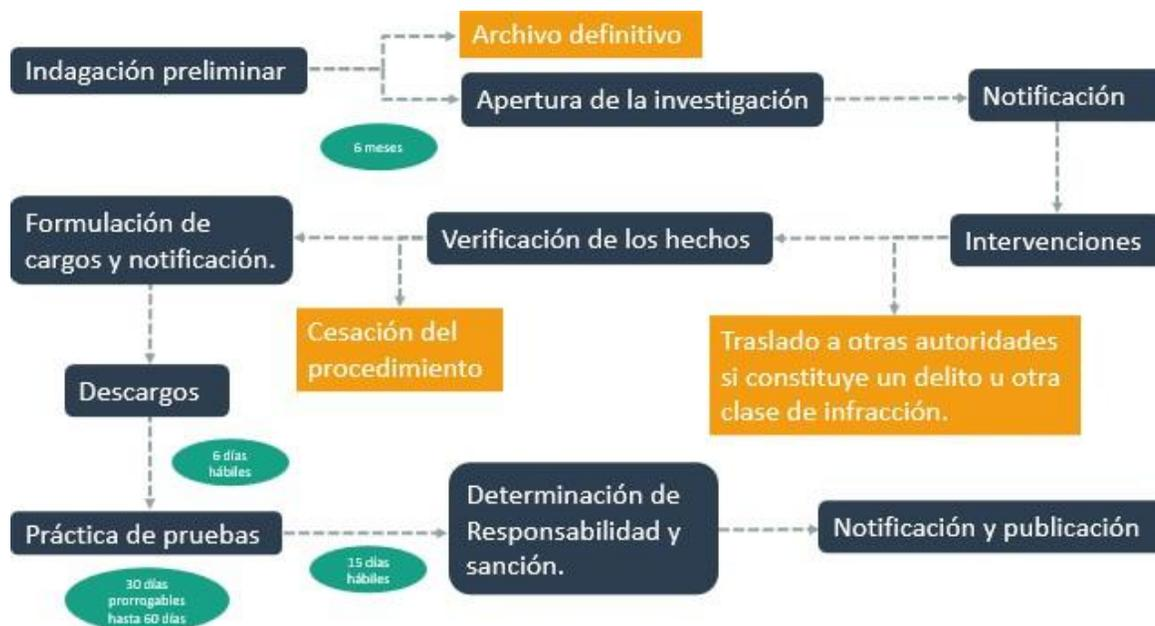 Archivo definitivo
Indagación preliminar
Apertura de la investigación
Notificación
6 meses
Formulación de
cargos y notificación.
Verificación de los hechos
Intervenciones
Cesación del
procedimiento
Traslado a otras autoridades
si constituye un delito u otra
clase de infracción.
Descargos
6 días
hábiles
Práctica de pruebas
30 días
prorrogables
hasta 60 días
15 días
hábiles
Determinación de
Responsabilidad y
sanción.
Notificación y publicación